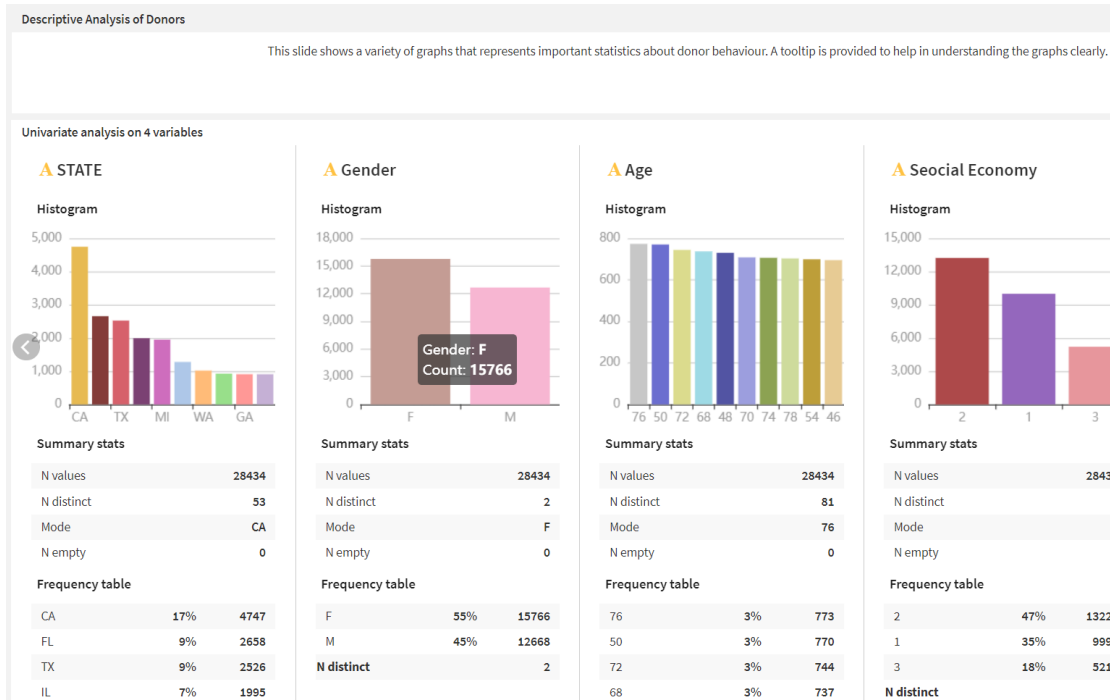 Descriptive Analysis of Donors
This slide shows a variety of graphs that represents important statistics about donor behaviour. A tooltip is provided to help in understanding the graphs clearly.
Univariate analysis on 4 variables
A STATE
Histogram
5,000
4,000
3,000
2,000
1,000
0
CA TX MI WA GA
Summary stats
N values 28434
N distinct 53
Mode CA
N empty 0
Frequency table
CA 17% 4747
FL 9% 2658
TX 9% 2526
IL 7% 1995
A Gender
Histogram
18,000
15,000
12,000
9,000
6,000
3,000
0
Gender: F
Count: 15766
F M
Summary stats
N values 28434
N distinct 2
Mode F
N empty 0
Frequency table
F 55% 15766
M 45% 12668
N distinct 2
A Age
Histogram
800
600
400
200
0
76 50 72 68 48 70 74 78 54 46
Summary stats
N values 28434
N distinct 81
Mode 76
N empty 0
Frequency table
76 3% 773
50 3% 770
72 3% 744
68 3% 737
A Seocial Economy
Histogram
15,000
12,000
9,000
6,000
3,000
0
2 1 3
Summary stats
N values 2843
N distinct
Mode
N empty
Frequency table
2 47% 1322
1 35% 999
3 18% 521
N distinct